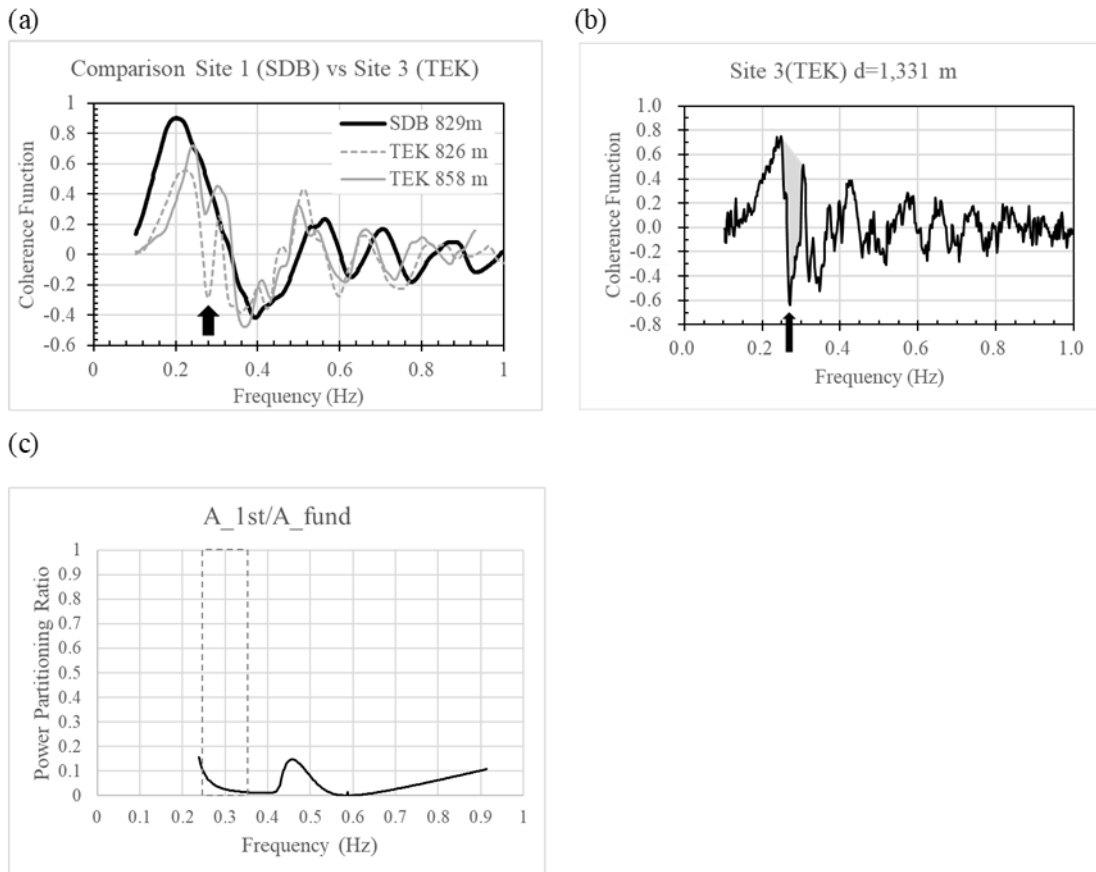 (a)
Comparison Site 1 (SDB) vs Site 3 (TEK)
Coherence Function
1
0.8
0.6
0.4
0.2
0
-0.2
-0.4
-0.6
SDB 829m
TEK 826 m
TEK 858 m
0 0.2 0.4 0.6 0.8 1
Frequency (Hz)
(b)
Site 3(TEK) d=1,331 m
Coherence Function
1.0
0.8
0.6
0.4
0.2
0.0
-0.2
-0.4
-0.6
-0.8
0.0 0.2 0.4 0.6 0.8 1.0
Frequency (Hz)
(c)
A_1st/A_fund
Power Partitioning Ratio
1
0.9
0.8
0.7
0.6
0.5
0.4
0.3
0.2
0.1
0
0 0.1 0.2 0.3 0.4 0.5 0.6 0.7 0.8 0.9 1
Frequency (Hz)